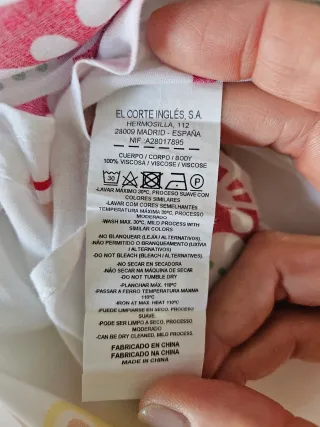 EL CORTE INGLÉS, S.A.
HERMOSILLA, 112
28009 MADRID - ESPAÑA
NIF.:A28017895
CUERPO / CORPO / BODY
100% VISCOSA / VISCOSE / VISCOSE
30
P
-LAVAR MAXIMO 30ºC, PROCESO SUAVE CON
COLORES SIMILARES
-LAVAR COM CORES SEMELHANTES.
TEMPERATURA MÁXIMA 30ºC, PROCESSO
MODERADO
-WASH MAX. 30ºC, MILD PROCESS WITH
SIMILAR COLORS
-NO BLANQUEAR (LEJIA / ALTERNATIVOS)
-NÃO PERMITIDO O BRANQUEAMENTO (LIXIVIA
/ ALTERNATIVOS)
-DO NOT BLEACH (BLEACH / ALTERNATIVES)
-NO SECAR EN SECADORA
-NÃO SECAR NA MÁQUINA DE SECAR
-DO NOT TUMBLE DRY
-PLANCHAR MAX. 110ºC
-PASSAR A FERRO TEMPERATURA MÁXIMA
110ºC
-IRON AT MAX. HEAT 110ºC
-PUEDE LIMPIARSE EN SECO, PROCESO
SUAVE.
-PODE SER LIMPO A SECO, PROCESSO
MODERADO
-CAN BE DRY CLEANED, MILD PROCESS.
FABRICADO EN CHINA
FABRICADO NA CHINA
MADE IN CHINA